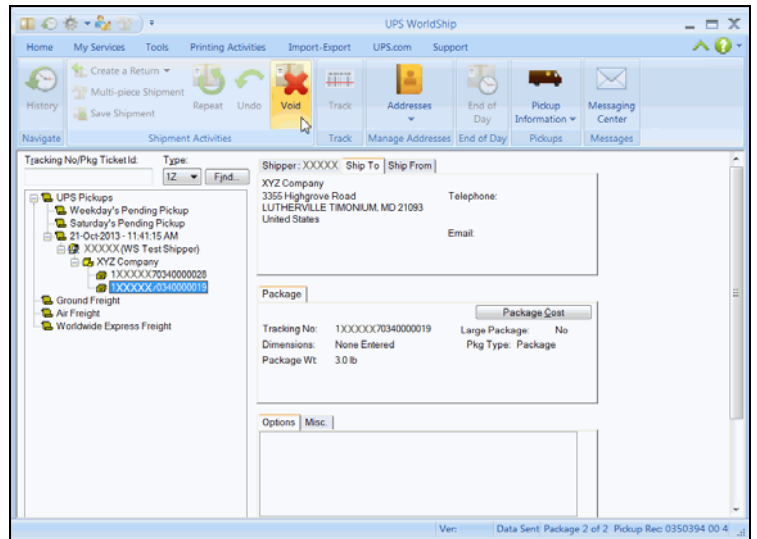 UPS WorldShip
Home My Services Tools Printing Activities Import-Export UPS.com Support
History
Create a Return
Multi-piece Shipment
Save Shipment
Repeat Undo Void Track Addresses End of Day Pickup Information Messaging Center
Navigate Shipment Activities Track Manage Addresses End of Day Pickups Messages
Tracking No/Pkg Ticket Id: Type:
1Z Find...
UPS Pickups
Weekday's Pending Pickup
Saturday's Pending Pickup
21-Oct-2013 - 11:41:15 AM
XXXXX (WS Test Shipper)
XYZ Company
1XXXXX70340000028
1XXXXX70340000019
Ground Freight
Air Freight
Worldwide Express Freight
Shipper: XXXXX Ship To Ship From
XYZ Company
3355 Highgrove Road Telephone:
LUTHERVILLE TIMONIUM, MD 21093
United States
Email:
Package
Package Cost
Tracking No: 1XXXXX70340000019 Large Package: No
Dimensions: None Entered Pkg Type: Package
Package Wt: 3.0 lb
Options Misc.
Ver: Data Sent Package 2 of 2 Pickup Rec: 0350394 00 4